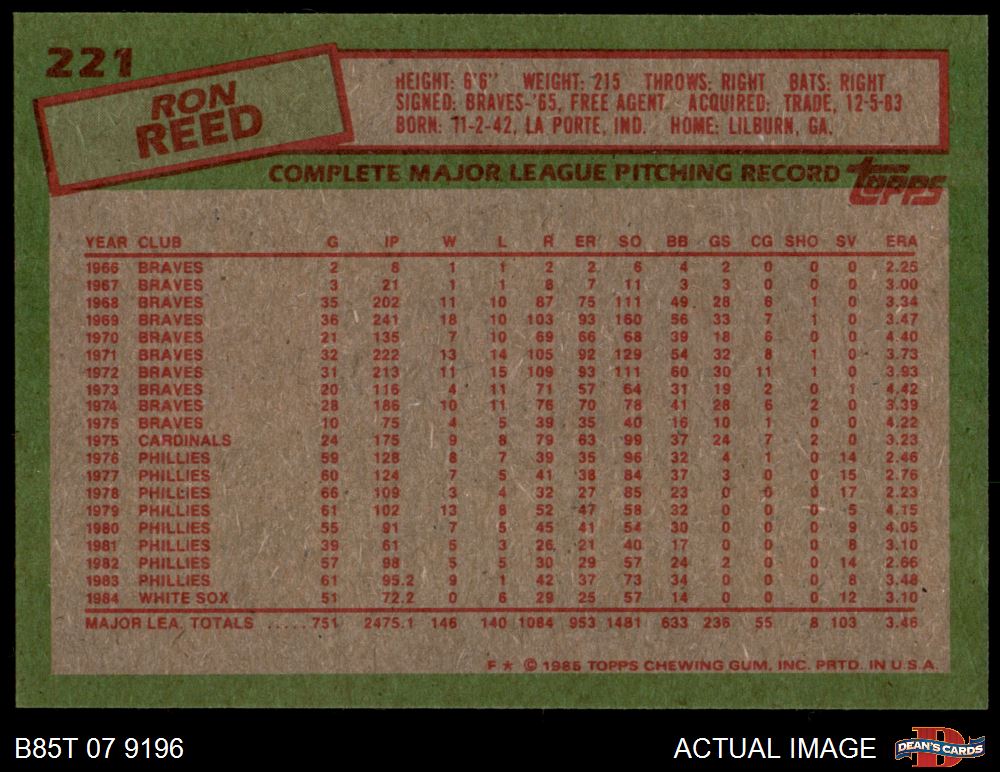 221
RON
REED
HEIGHT: 6'6" WEIGHT: 215 THROWS: RIGHT BATS: RIGHT
SIGNED: BRAVES-'65, FREE AGENT ACQUIRED: TRADE, 12-5-83
BORN: 11-2-42, LA PORTE, IND. HOME: LILBURN, GA.
COMPLETE MAJOR LEAGUE PITCHING RECORD topps
YEAR CLUB G IP W L R ER SO BB GS CG SHO SV ERA
1966 BRAVES 2 8 1 1 2 2 6 4 2 0 0 0 2.25
1967 BRAVES 3 21 1 1 8 7 11 3 3 0 0 0 3.00
1968 BRAVES 35 202 11 10 87 75 111 49 28 6 1 0 3.34
1969 BRAVES 36 241 18 10 103 93 160 56 33 7 1 0 3.47
1970 BRAVES 21 135 7 10 69 66 68 39 18 6 0 0 4.40
1971 BRAVES 32 222 13 14 105 92 129 54 32 8 1 0 3.73
1972 BRAVES 31 213 11 15 109 93 111 60 30 11 1 0 3.93
1973 BRAVES 20 116 4 11 71 57 64 31 19 2 0 1 4.42
1974 BRAVES 28 186 10 11 76 70 78 41 28 6 2 0 3.39
1975 BRAVES 10 75 4 5 39 35 40 16 10 1 0 0 4.22
1975 CARDINALS 24 175 9 8 79 63 99 37 24 7 2 0 3.23
1976 PHILLIES 59 128 8 7 39 35 96 32 4 1 0 14 2.46
1977 PHILLIES 60 124 7 5 41 38 84 37 3 0 0 15 2.76
1978 PHILLIES 66 109 3 4 32 27 85 23 0 0 0 17 2.23
1979 PHILLIES 61 102 13 8 52 47 58 32 0 0 0 5 4.15
1980 PHILLIES 55 91 7 5 45 41 54 30 0 0 0 9 4.05
1981 PHILLIES 39 61 5 3 26 21 40 17 0 0 0 8 3.10
1982 PHILLIES 57 98 5 5 30 29 57 24 2 0 0 14 2.66
1983 PHILLIES 61 95.2 9 1 42 37 73 34 0 0 0 8 3.48
1984 WHITE SOX 51 72.2 0 6 29 25 57 14 0 0 0 12 3.10
MAJOR LEA. TOTALS ..... 751 2475.1 146 140 1084 953 1481 633 236 55 8 103 3.46
F ★ © 1985 TOPPS CHEWING GUM, INC. PRTD. IN U.S.A.
B85T 07 9196 ACTUAL IMAGE DEAN'S CARDS